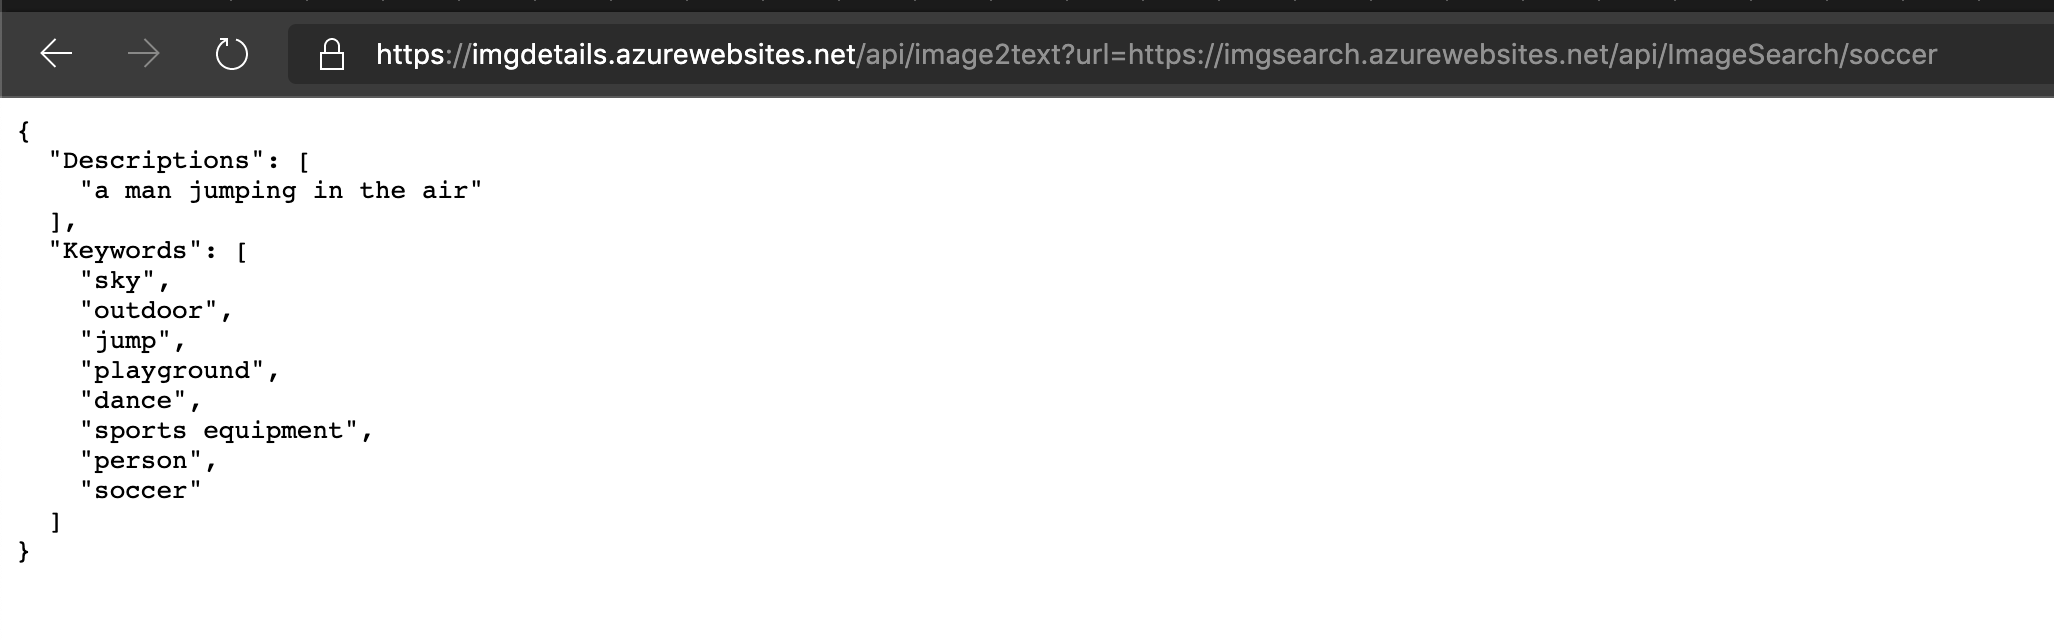 https://imgdetails.azurewebsites.net/api/image2text?url=https://imgsearch.azurewebsites.net/api/ImageSearch/soccer
{
  "Descriptions": [
    "a man jumping in the air"
  ],
  "Keywords": [
    "sky",
    "outdoor",
    "jump",
    "playground",
    "dance",
    "sports equipment",
    "person",
    "soccer"
  ]
}